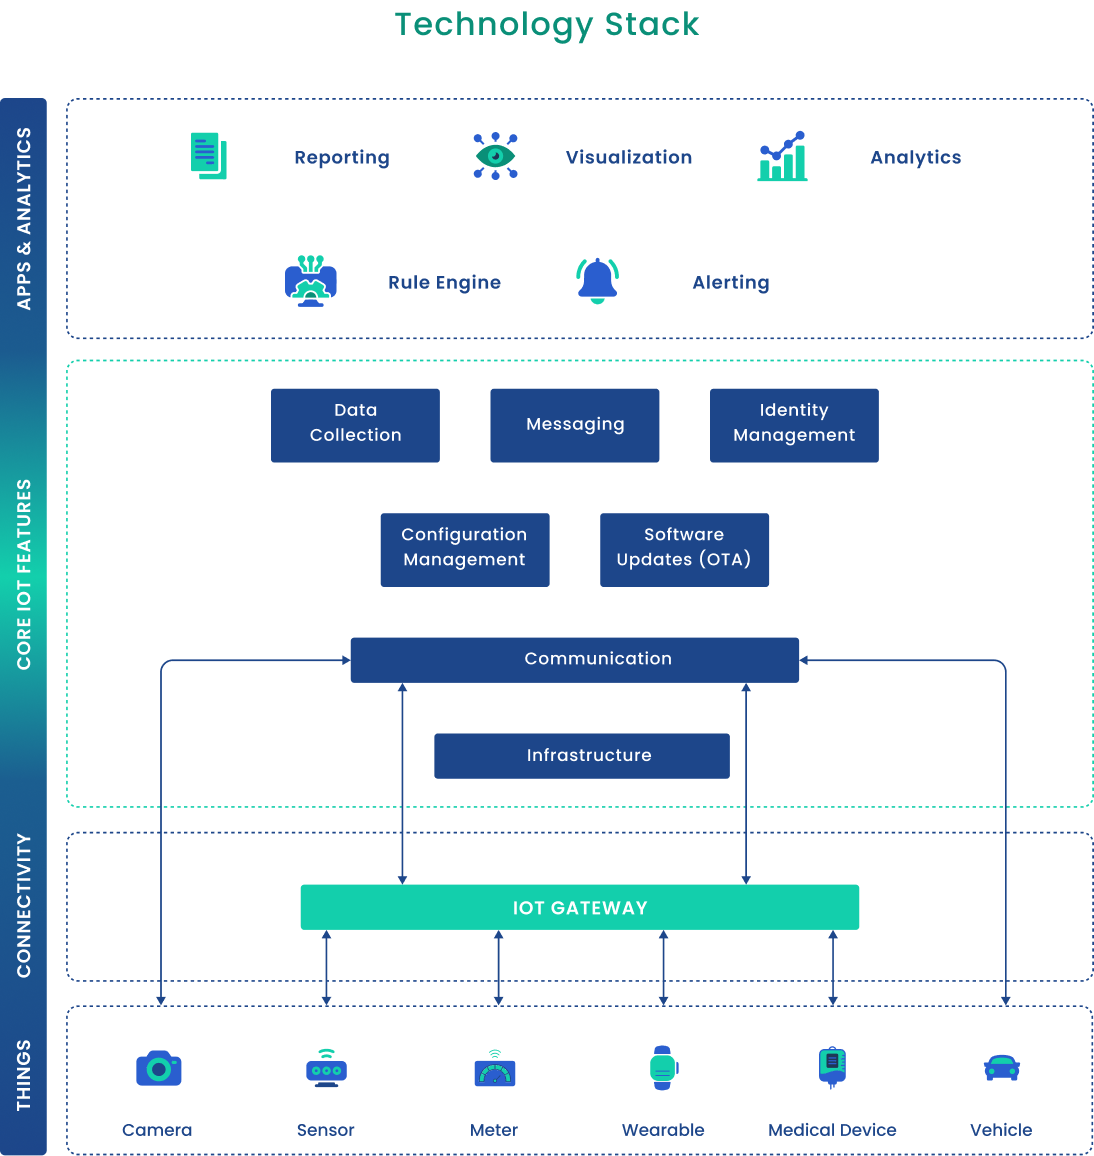 Technology Stack
APPS & ANALYTICS
Reporting
Visualization
Analytics
Rule Engine
Alerting
CORE IOT FEATURES
Data
Collection
Messaging
Identity
Management
Configuration
Management
Software
Updates (OTA)
Communication
Infrastructure
CONNECTIVITY
IOT GATEWAY
THINGS
Camera
Sensor
Meter
Wearable
Medical Device
Vehicle